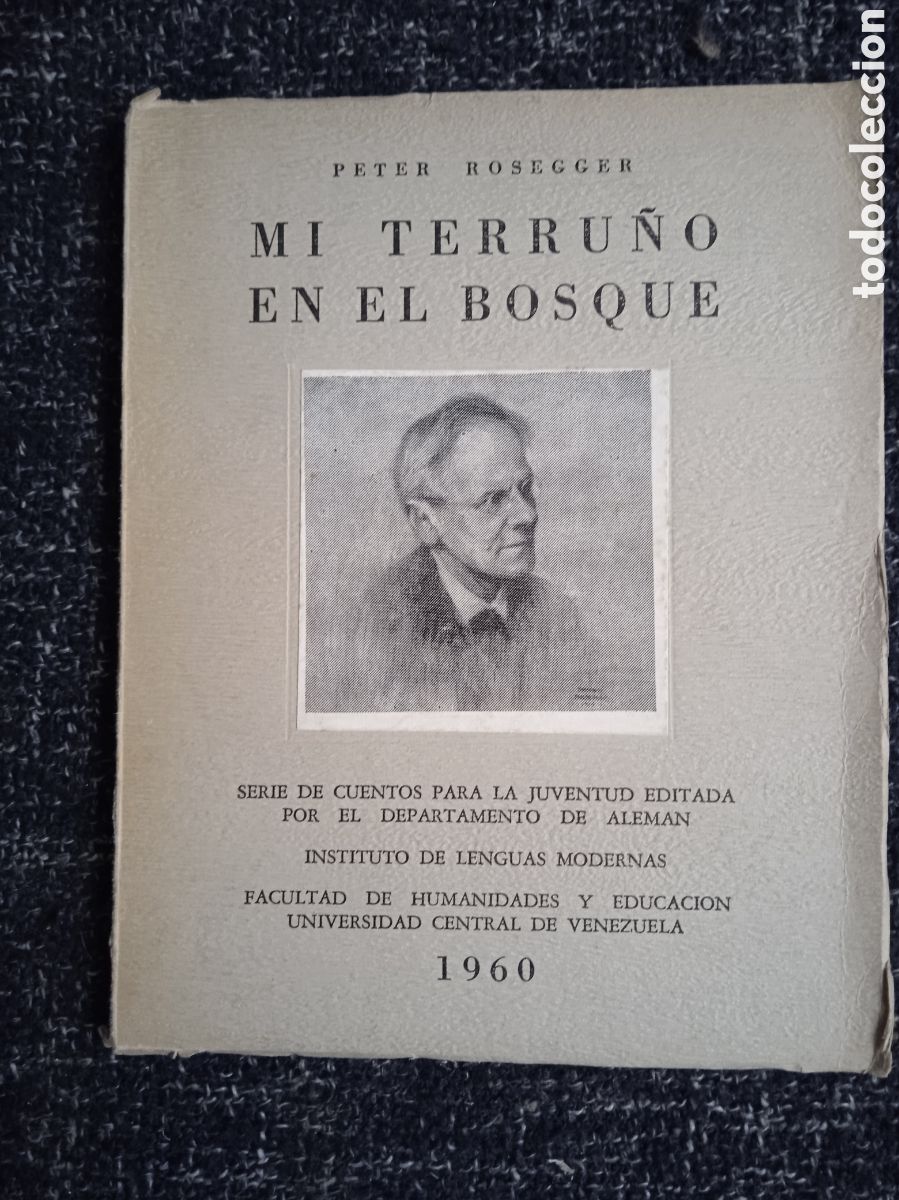 PETER ROSEGGER
MI TERRUÑO
EN EL BOSQUE
SERIE DE CUENTOS PARA LA JUVENTUD EDITADA
POR EL DEPARTAMENTO DE ALEMAN
INSTITUTO DE LENGUAS MODERNAS
FACULTAD DE HUMANIDADES Y EDUCACION
UNIVERSIDAD CENTRAL DE VENEZUELA
1960
todocoleccion